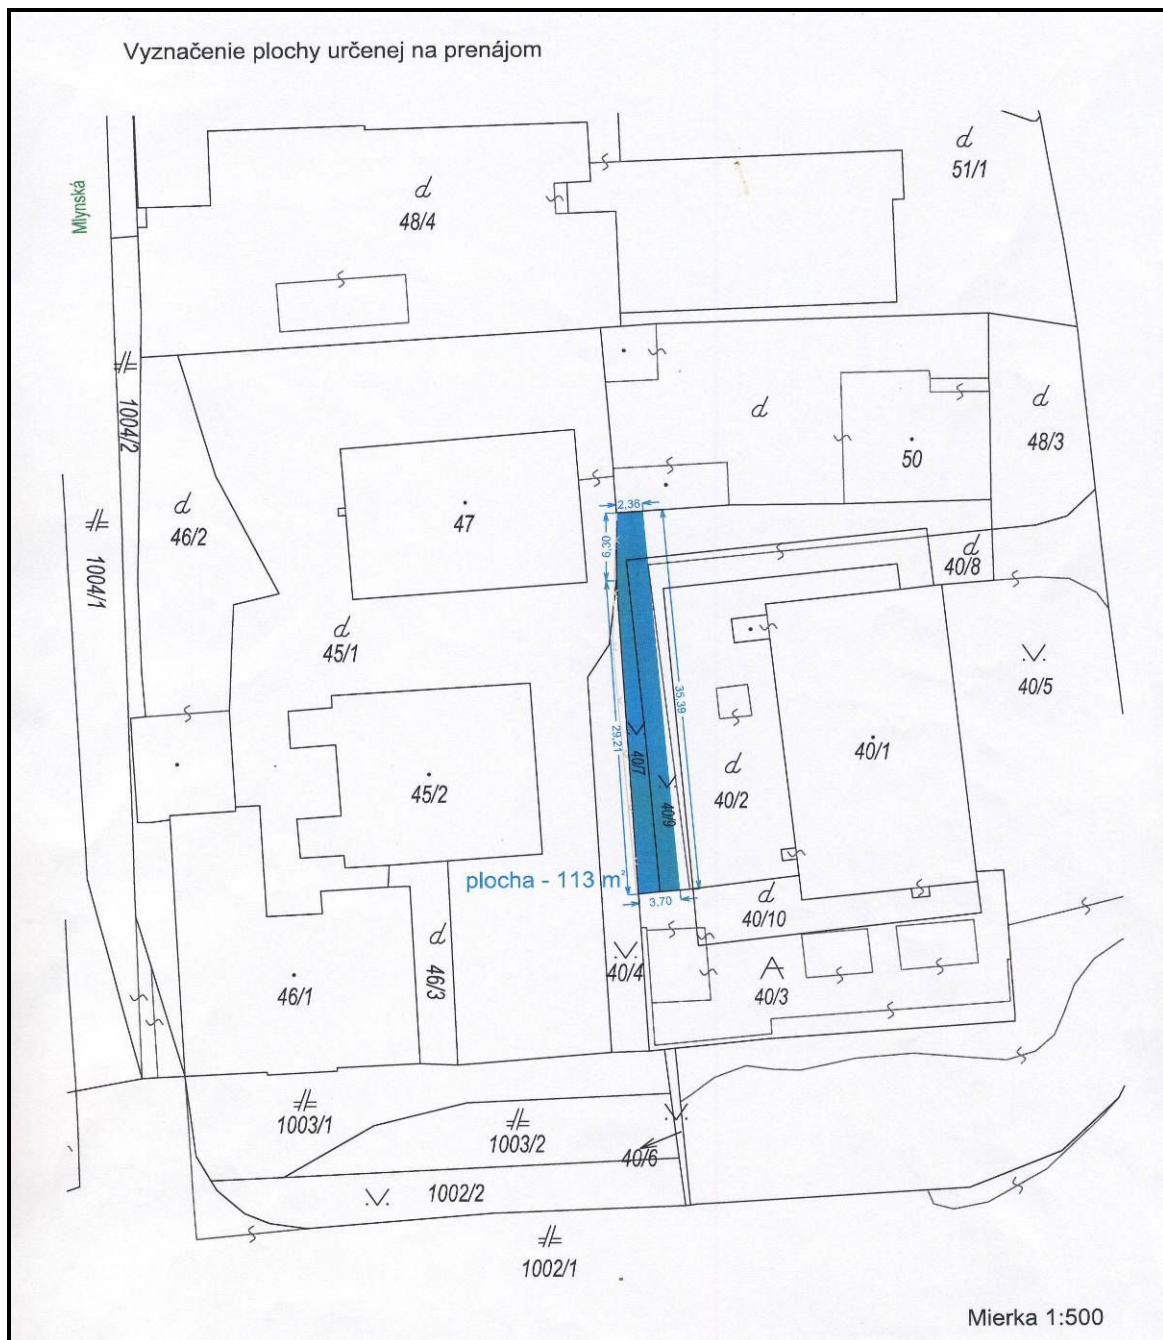 Vyznačenie plochy určenej na prenájom
d
51/1
Mlynská
d
48/4
1004/2
d
d
48/3
50
d
46/2
47
2,36
6,30
1004/1
d
40/8
d
45/1
40/5
35,39
29,21
40/7
40/1
d
40/2
45/2
40/9
plocha - 113 m²
3,70
d
40/10
d
46/3
40/4
46/1
40/3
1003/1
1003/2
40/6
1002/2
1002/1
Mierka 1:500